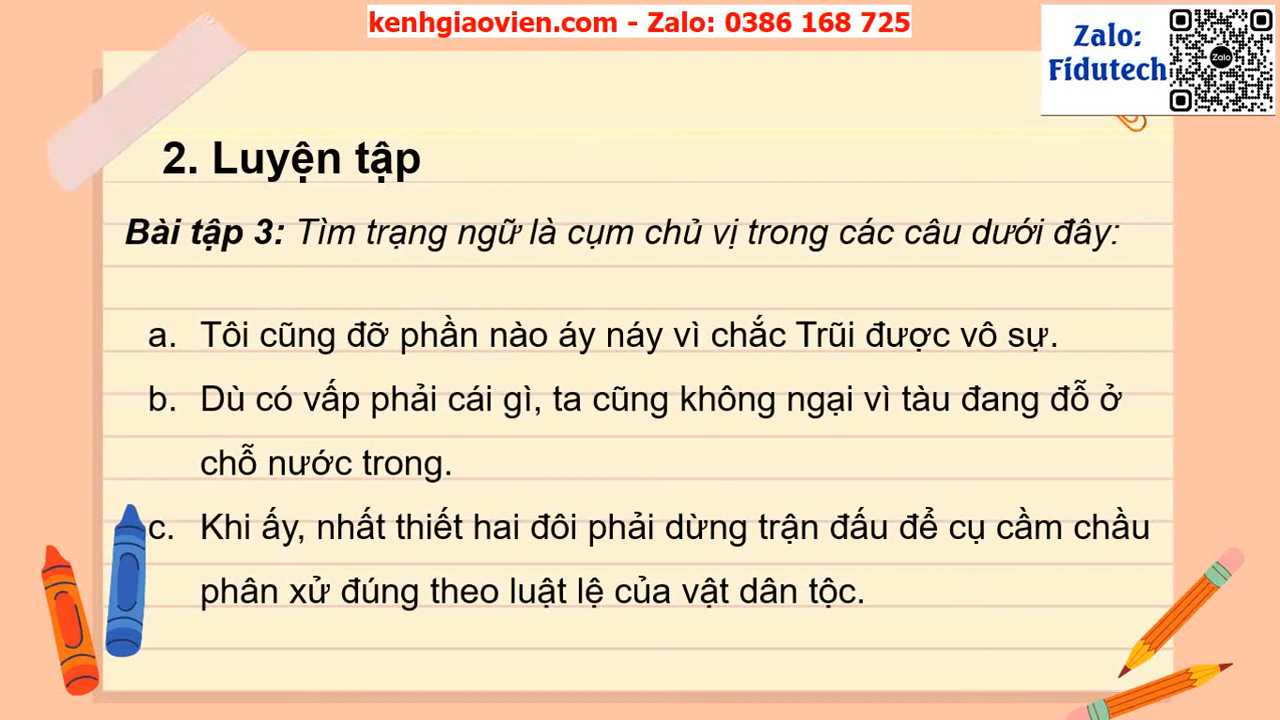 kenhgiaovien.com - Zalo: 0386 168 725
Zalo:
Fidutech
Zalo
2. Luyện tập
Bài tập 3: Tìm trạng ngữ là cụm chủ vị trong các câu dưới đây:
a. Tôi cũng đỡ phần nào áy náy vì chắc Trũi được vô sự.
b. Dù có vấp phải cái gì, ta cũng không ngại vì tàu đang đỗ ở
chỗ nước trong.
c. Khi ấy, nhất thiết hai đôi phải dừng trận đấu để cụ cầm chầu
phân xử đúng theo luật lệ của vật dân tộc.